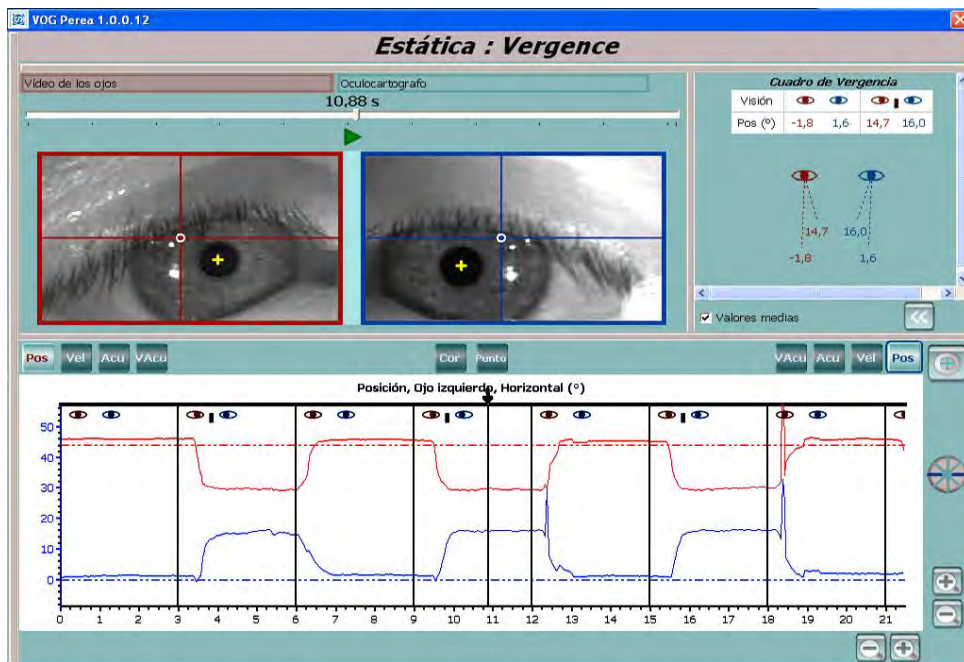 VOG Perea 1.0.0.12
Estática : Vergence
Vídeo de los ojos
Oculocartografo
10,88 s
Cuadro de Vergencia
Visión
Pos (º) -1,8 1,6 14,7 16,0
14,7 16,0
-1,8 1,6
Valores medias
<<
Pos Vel Acu VAcu Cor Punto VAcu Acu Vel Pos
Posición, Ojo izquierdo, Horizontal (º)
50
40
30
20
10
0
0 1 2 3 4 5 6 7 8 9 10 11 12 13 14 15 16 17 18 19 20 21